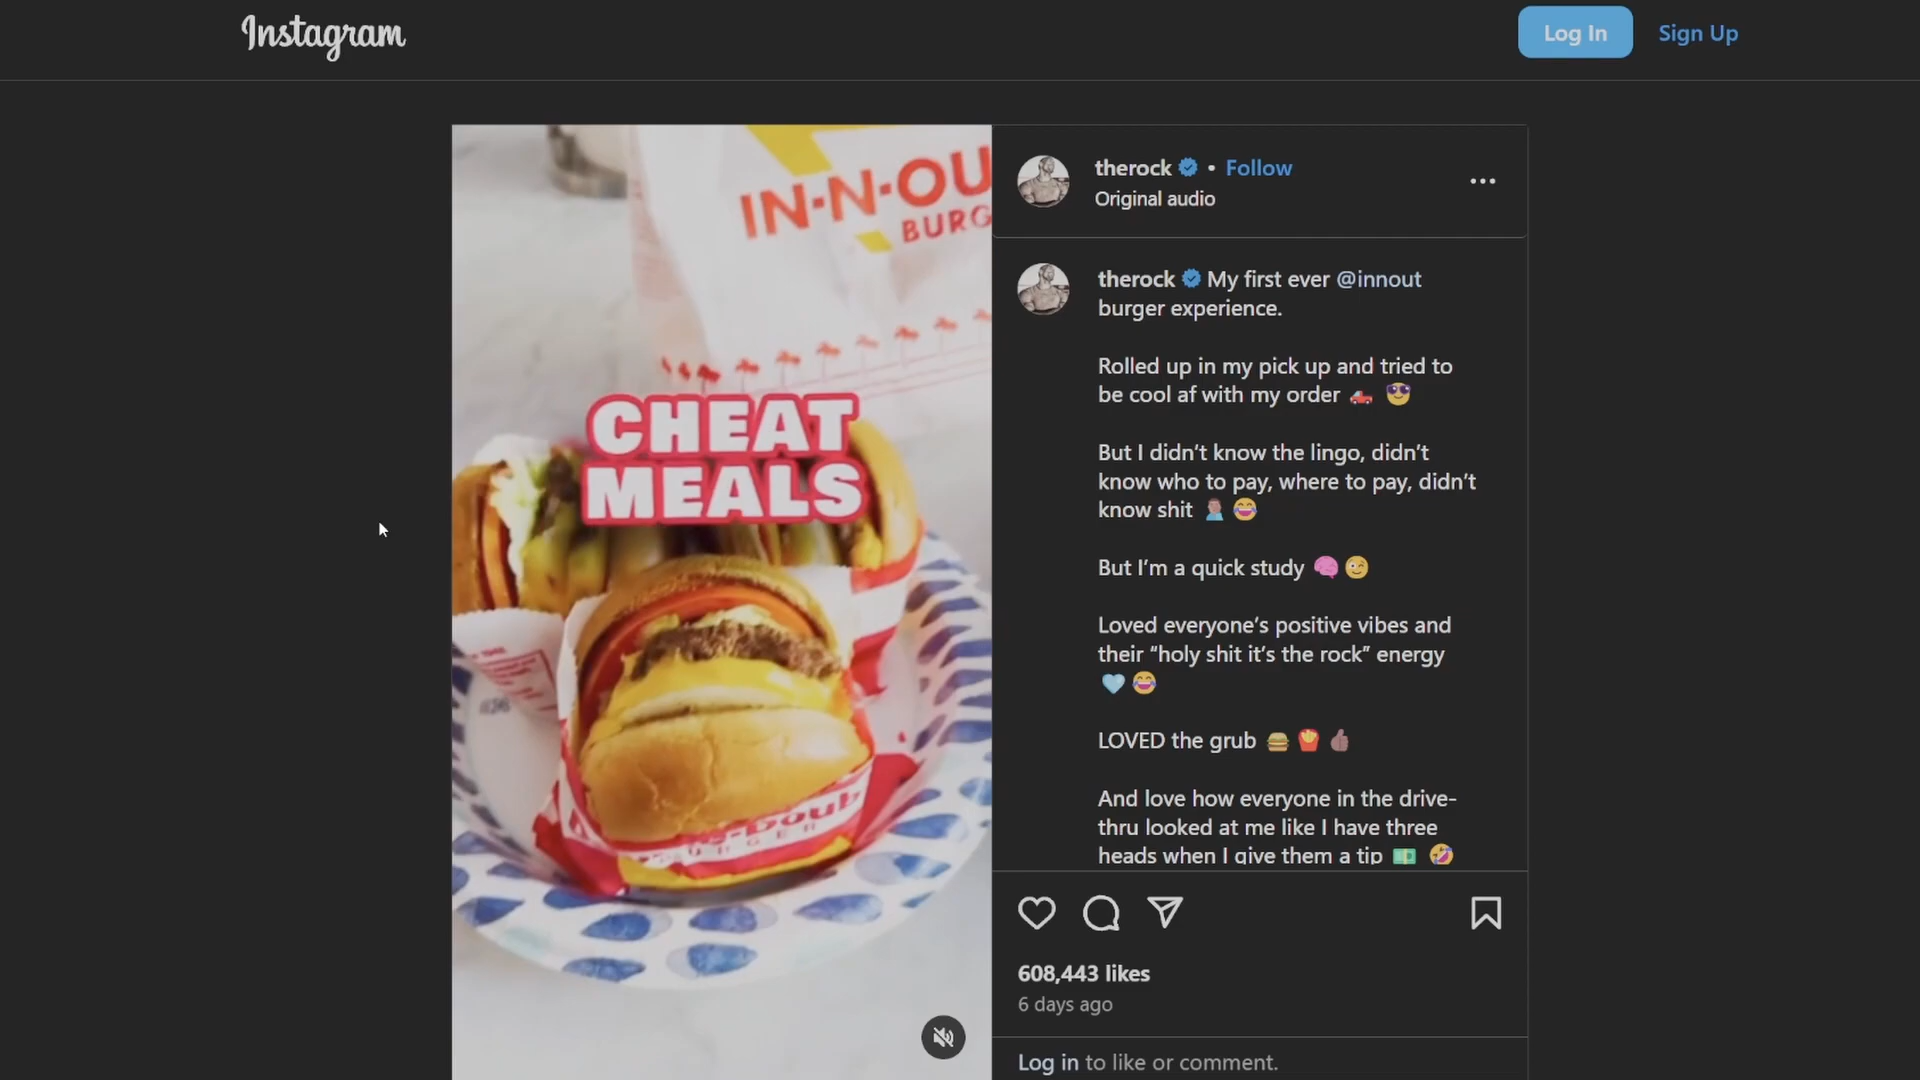 Instagram
Log In
Sign Up
IN-N-OU
BURG
CHEAT
MEALS
therock • Follow
Original audio
•••
therock My first ever @innout
burger experience.
Rolled up in my pick up and tried to
be cool af with my order 🛻 😎
But I didn’t know the lingo, didn’t
know who to pay, where to pay, didn’t
know shit 🤦🏽‍♂️😂
But I’m a quick study 🧠😉
Loved everyone’s positive vibes and
their “holy shit it’s the rock” energy
🩵😂
LOVED the grub 🍔🍟👍🏾
And love how everyone in the drive-
thru looked at me like I have three
heads when I give them a tip 💵 🤣
608,443 likes
6 days ago
Log in to like or comment.